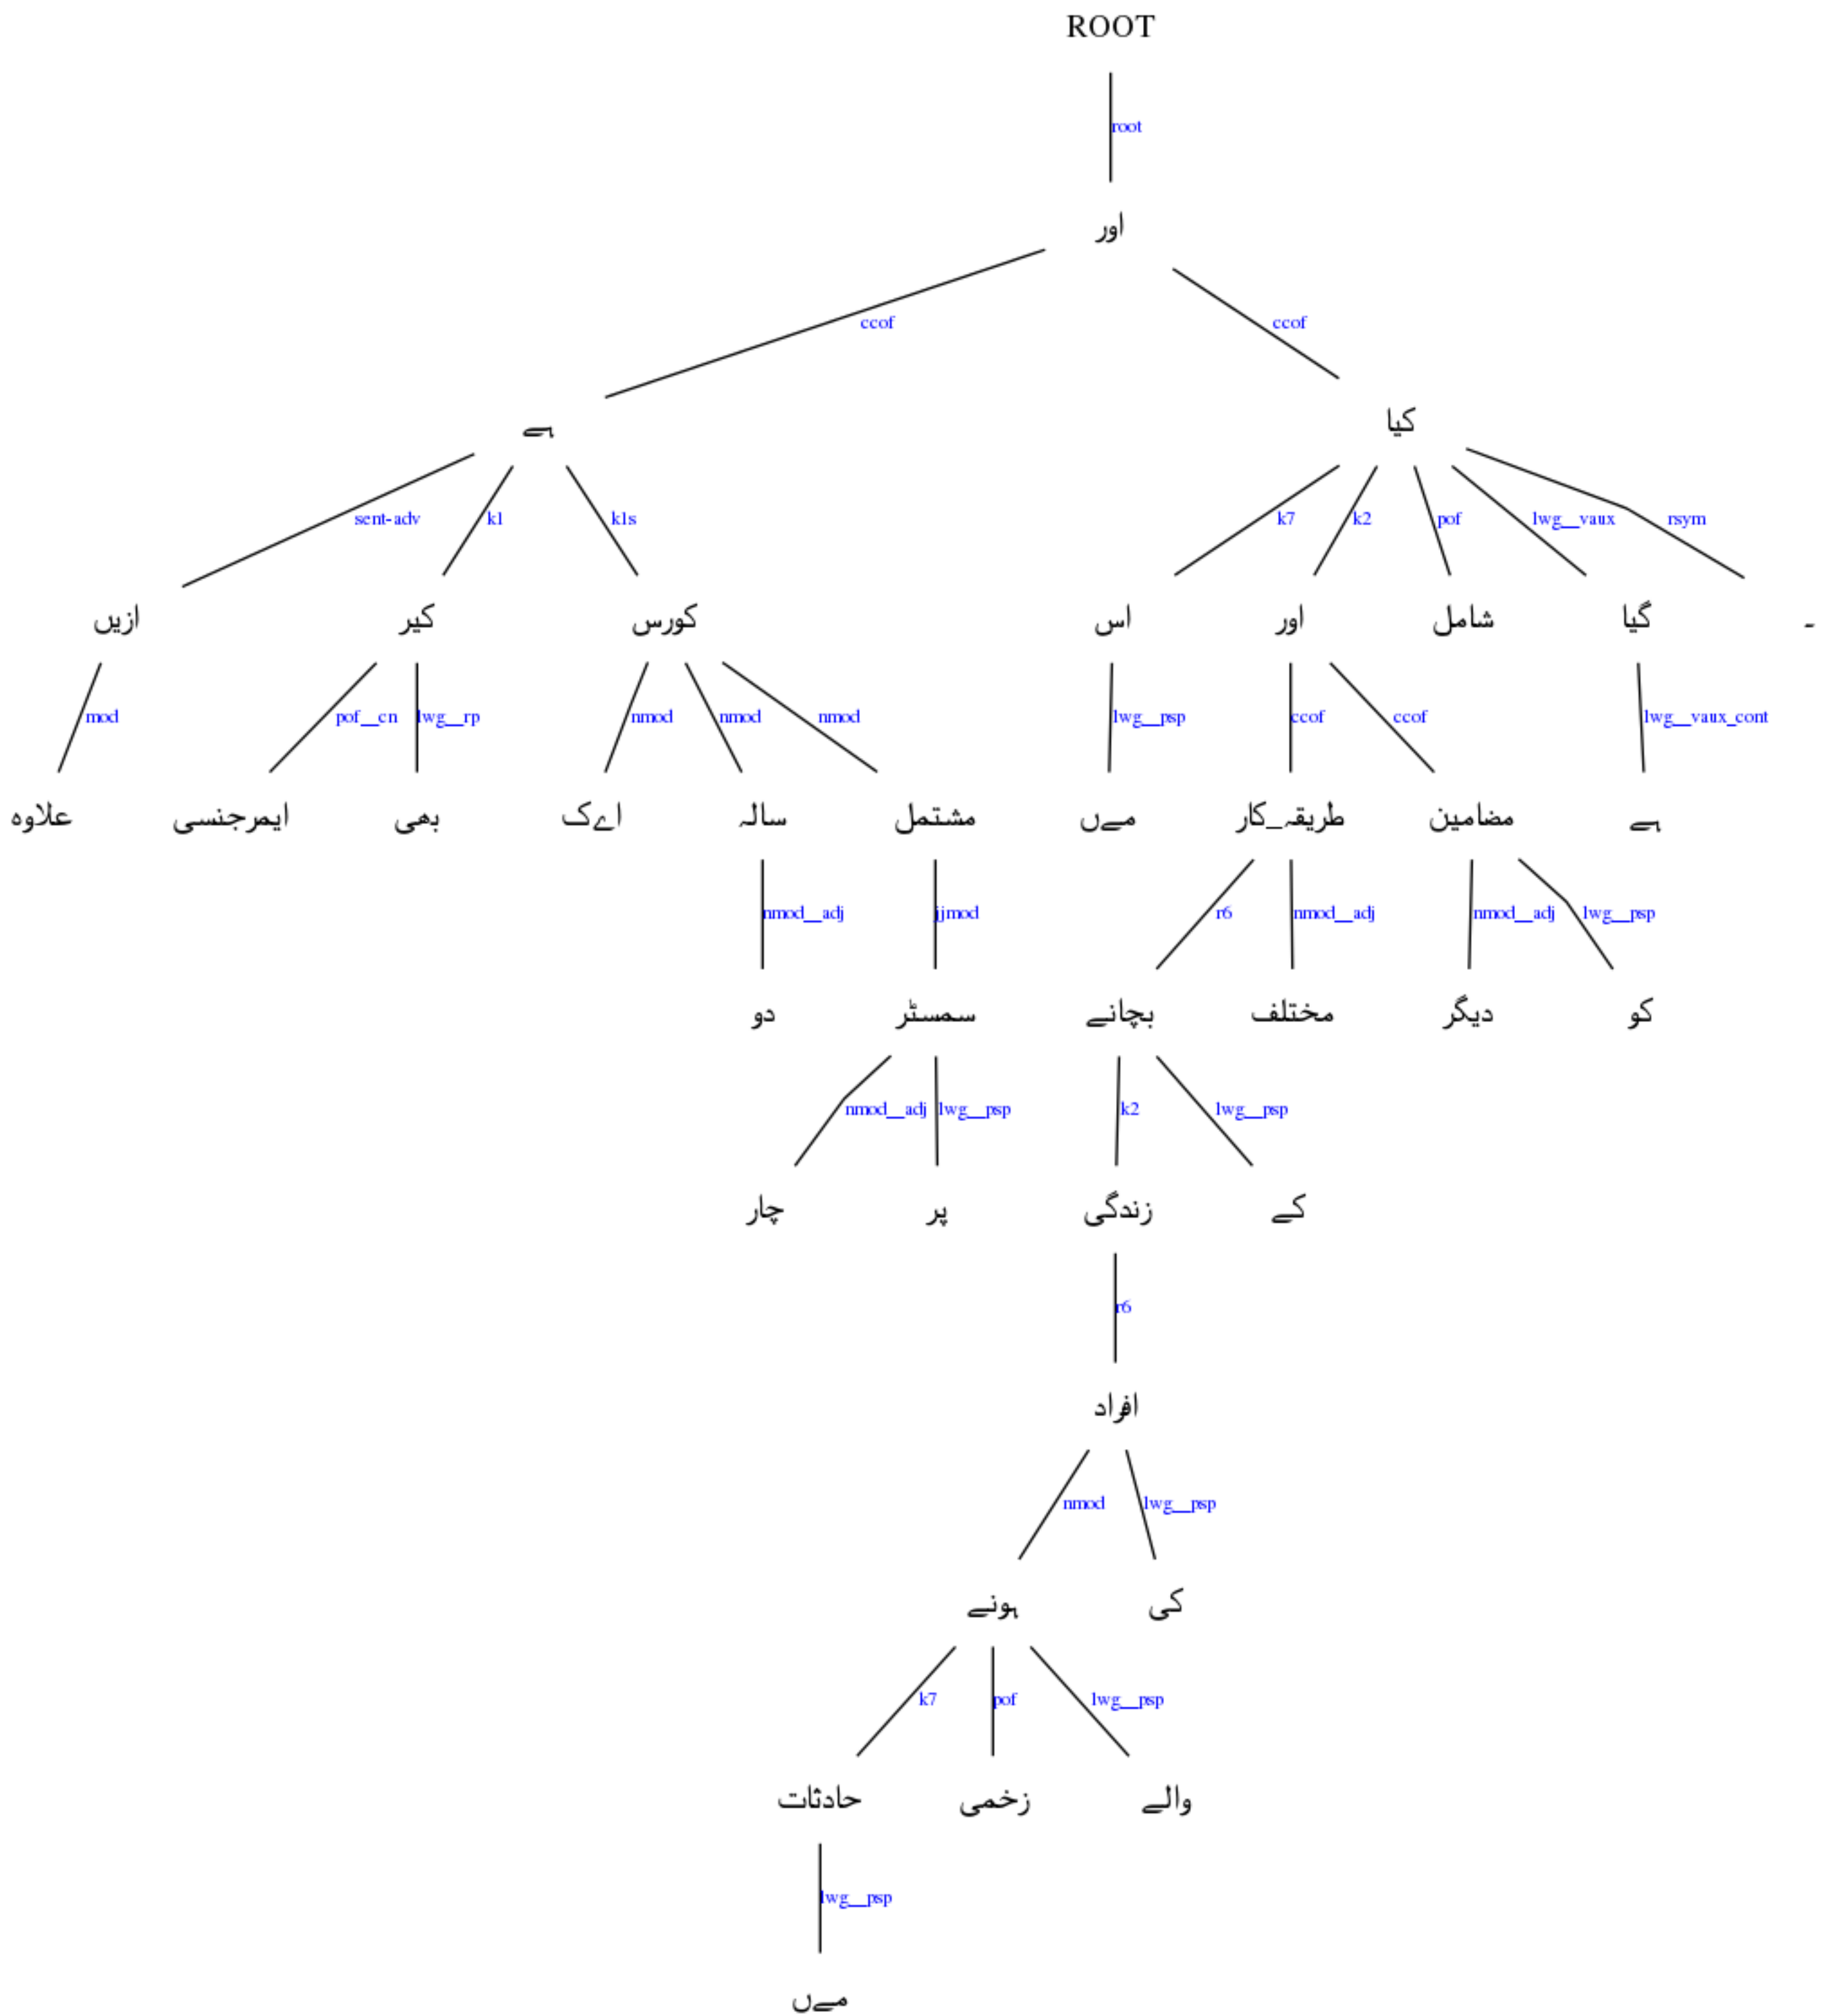 ROOT
root
اور
ccof ccof
ہے کیا
sent-adv k1 k1s k7 k2 pof lwg__vaux rsym
ازیں کیر کورس اس اور شامل گیا ۔
mod pof__cn lwg__rp nmod nmod nmod lwg__psp ccof ccof lwg__vaux_cont
علاوہ ایمرجنسی بھی اےک سالہ مشتمل مےں طریقہ_کار مضامین ہے
nmod__adj jjmod r6 nmod__adj nmod__adj lwg__psp
دو سمسٹر بچانے مختلف دیگر کو
nmod__adj lwg__psp k2 lwg__psp
چار پر زندگی کے
r6
افراد
nmod lwg__psp
ہونے کی
k7 pof lwg__psp
حادثات زخمی والے
lwg__psp
مےں